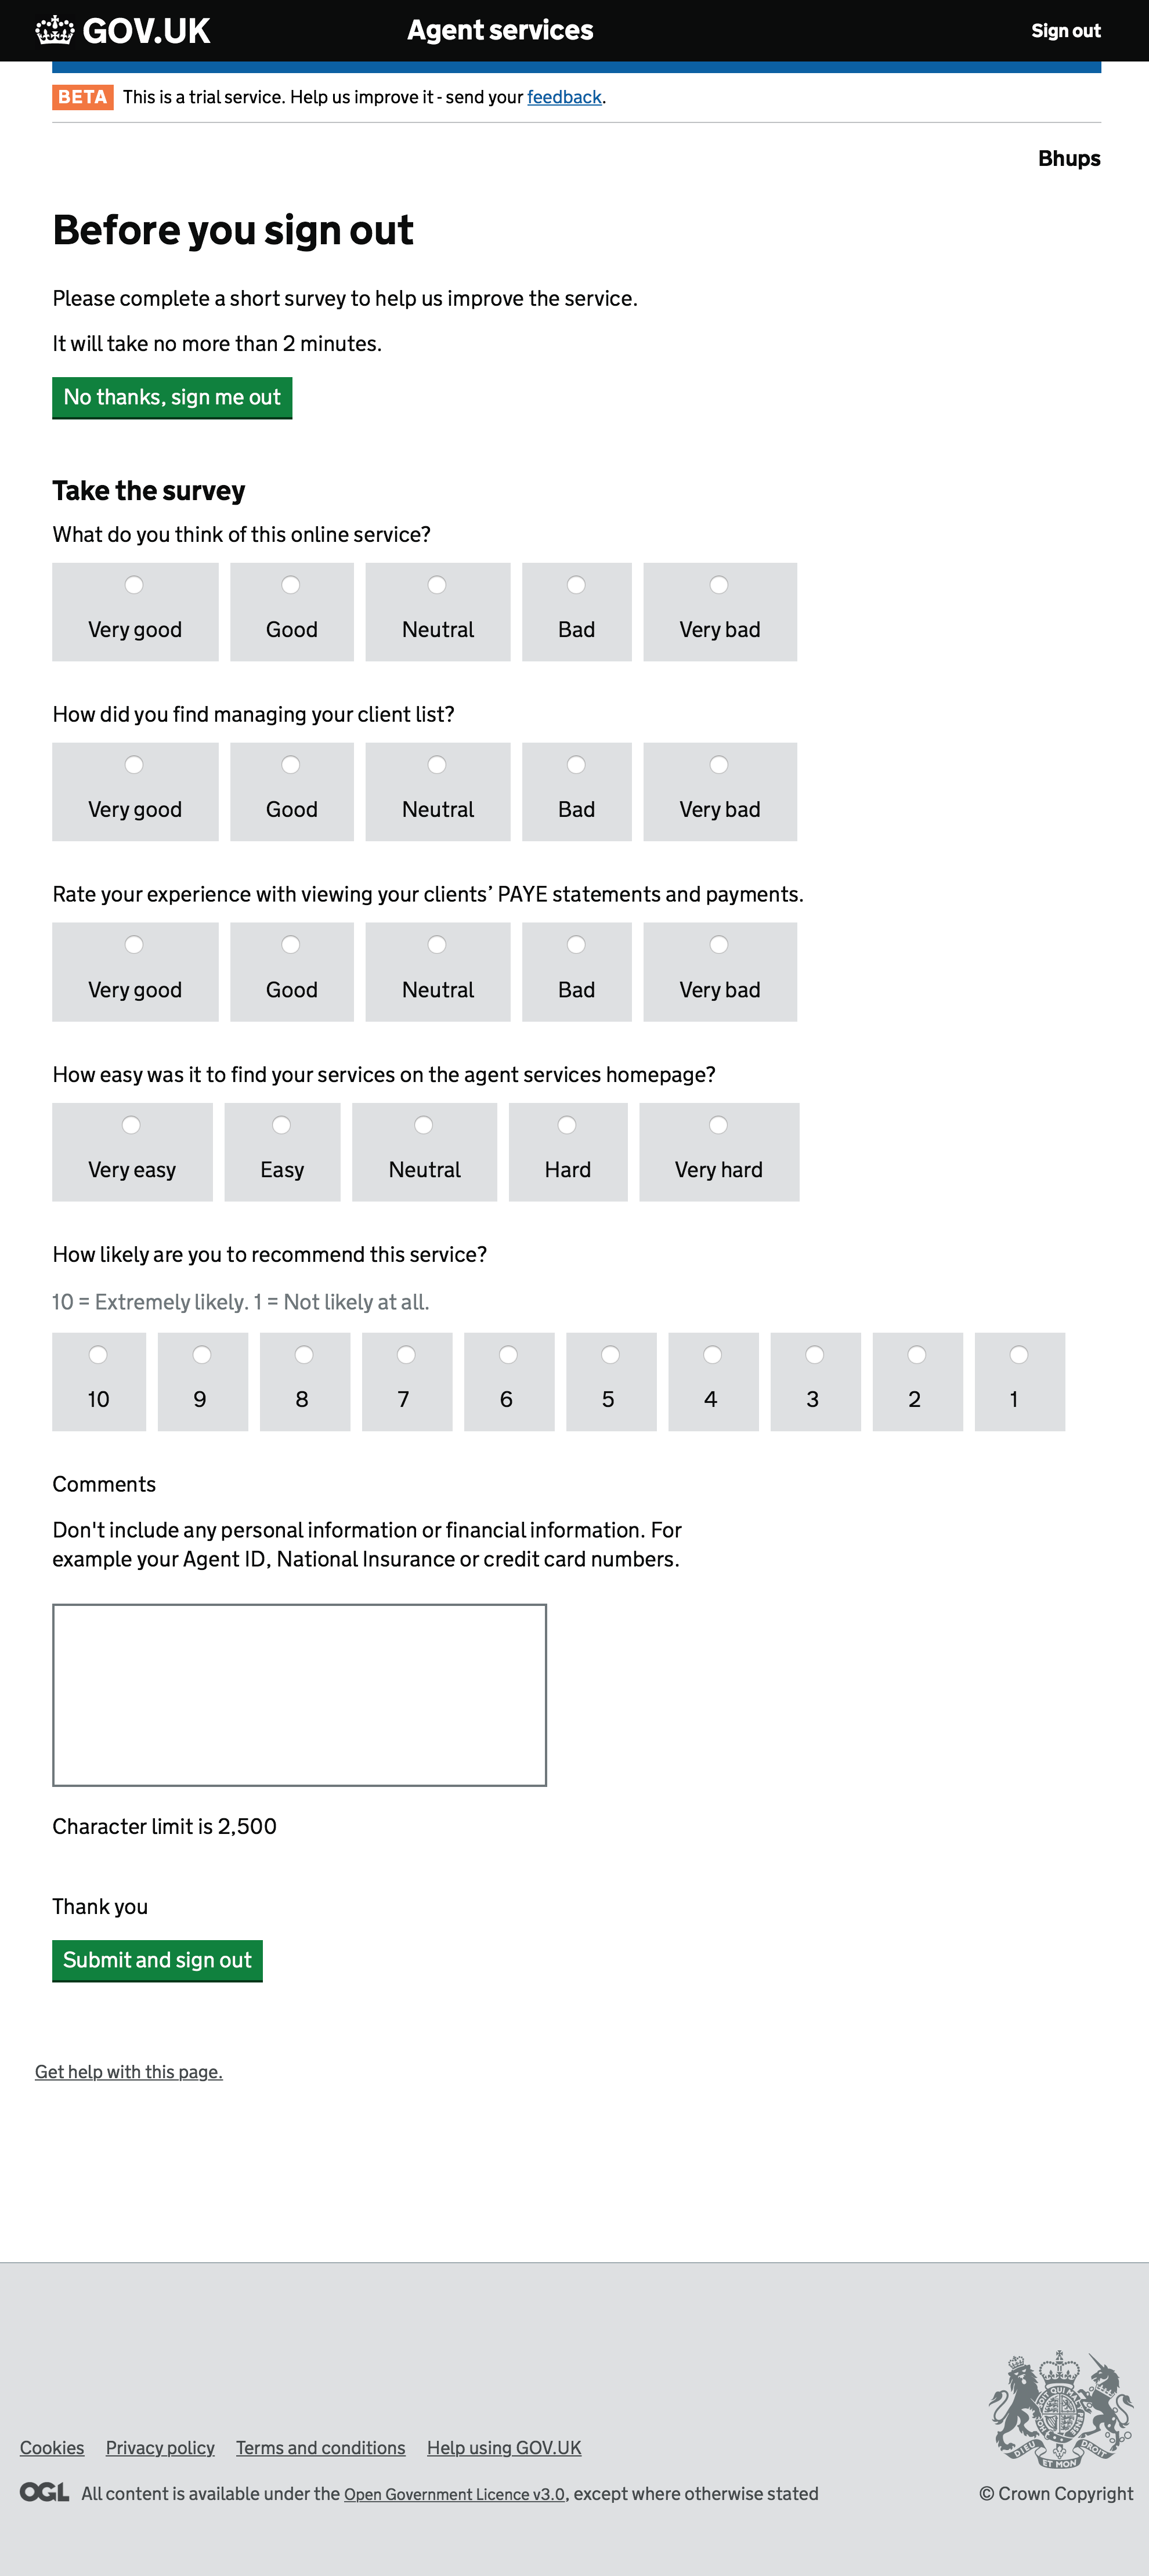 GOV.UK Agent services Sign out
BETA This is a trial service. Help us improve it - send your feedback.
Bhups
Before you sign out
Please complete a short survey to help us improve the service.
It will take no more than 2 minutes.
No thanks, sign me out
Take the survey
What do you think of this online service?
Very good Good Neutral Bad Very bad
How did you find managing your client list?
Very good Good Neutral Bad Very bad
Rate your experience with viewing your clients’ PAYE statements and payments.
Very good Good Neutral Bad Very bad
How easy was it to find your services on the agent services homepage?
Very easy Easy Neutral Hard Very hard
How likely are you to recommend this service?
10 = Extremely likely. 1 = Not likely at all.
10 9 8 7 6 5 4 3 2 1
Comments
Don't include any personal information or financial information. For
example your Agent ID, National Insurance or credit card numbers.
Character limit is 2,500
Thank you
Submit and sign out
Get help with this page.
Cookies Privacy policy Terms and conditions Help using GOV.UK
OGL All content is available under the Open Government Licence v3.0, except where otherwise stated
DIEU ET MON DROIT
© Crown Copyright